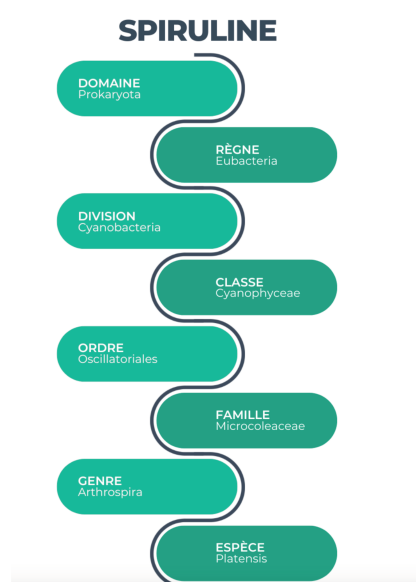 SPIRULINE
DOMAINE
Prokaryota
RÈGNE
Eubacteria
DIVISION
Cyanobacteria
CLASSE
Cyanophyceae
ORDRE
Oscillatoriales
FAMILLE
Microcoleaceae
GENRE
Arthrospira
ESPÈCE
Platensis